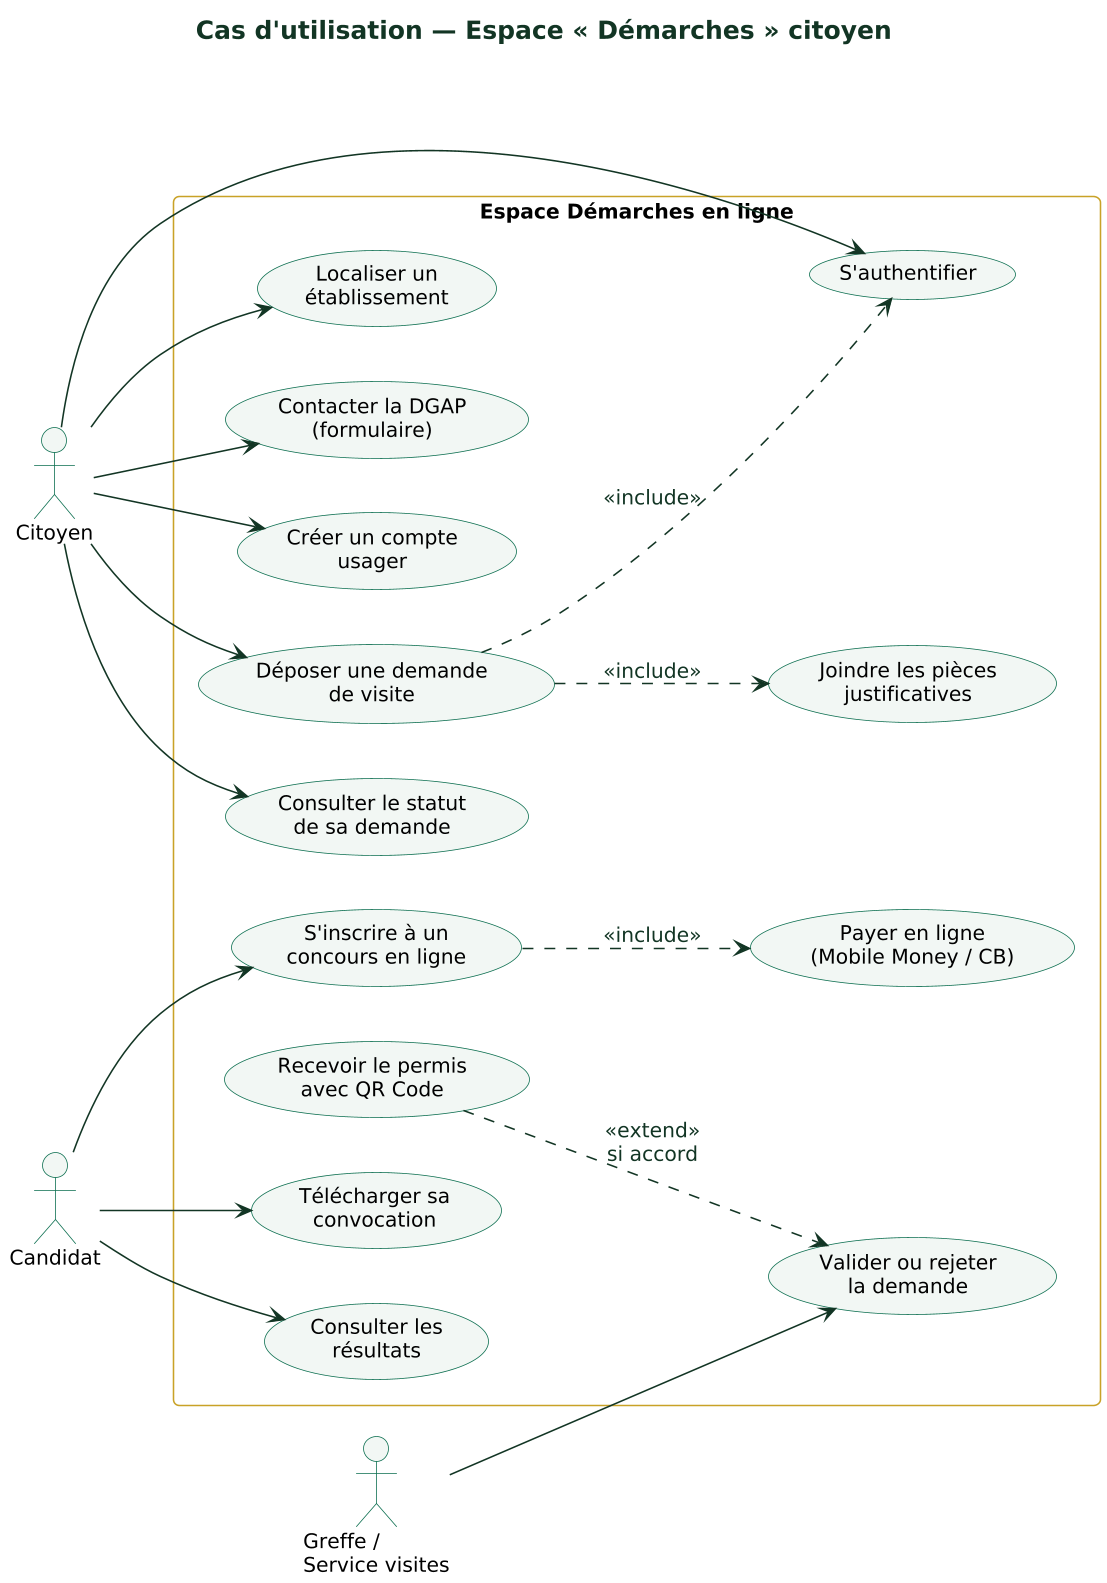 Cas d'utilisation — Espace « Démarches » citoyen
Espace Démarches en ligne
Localiser un
établissement
S'authentifier
Contacter la DGAP
(formulaire)
«include»
Citoyen
Créer un compte
usager
Déposer une demande
de visite
«include»
Joindre les pièces
justificatives
Consulter le statut
de sa demande
S'inscrire à un
concours en ligne
«include»
Payer en ligne
(Mobile Money / CB)
Recevoir le permis
avec QR Code
«extend»
si accord
Candidat
Télécharger sa
convocation
Valider ou rejeter
la demande
Consulter les
résultats
Greffe /
Service visites